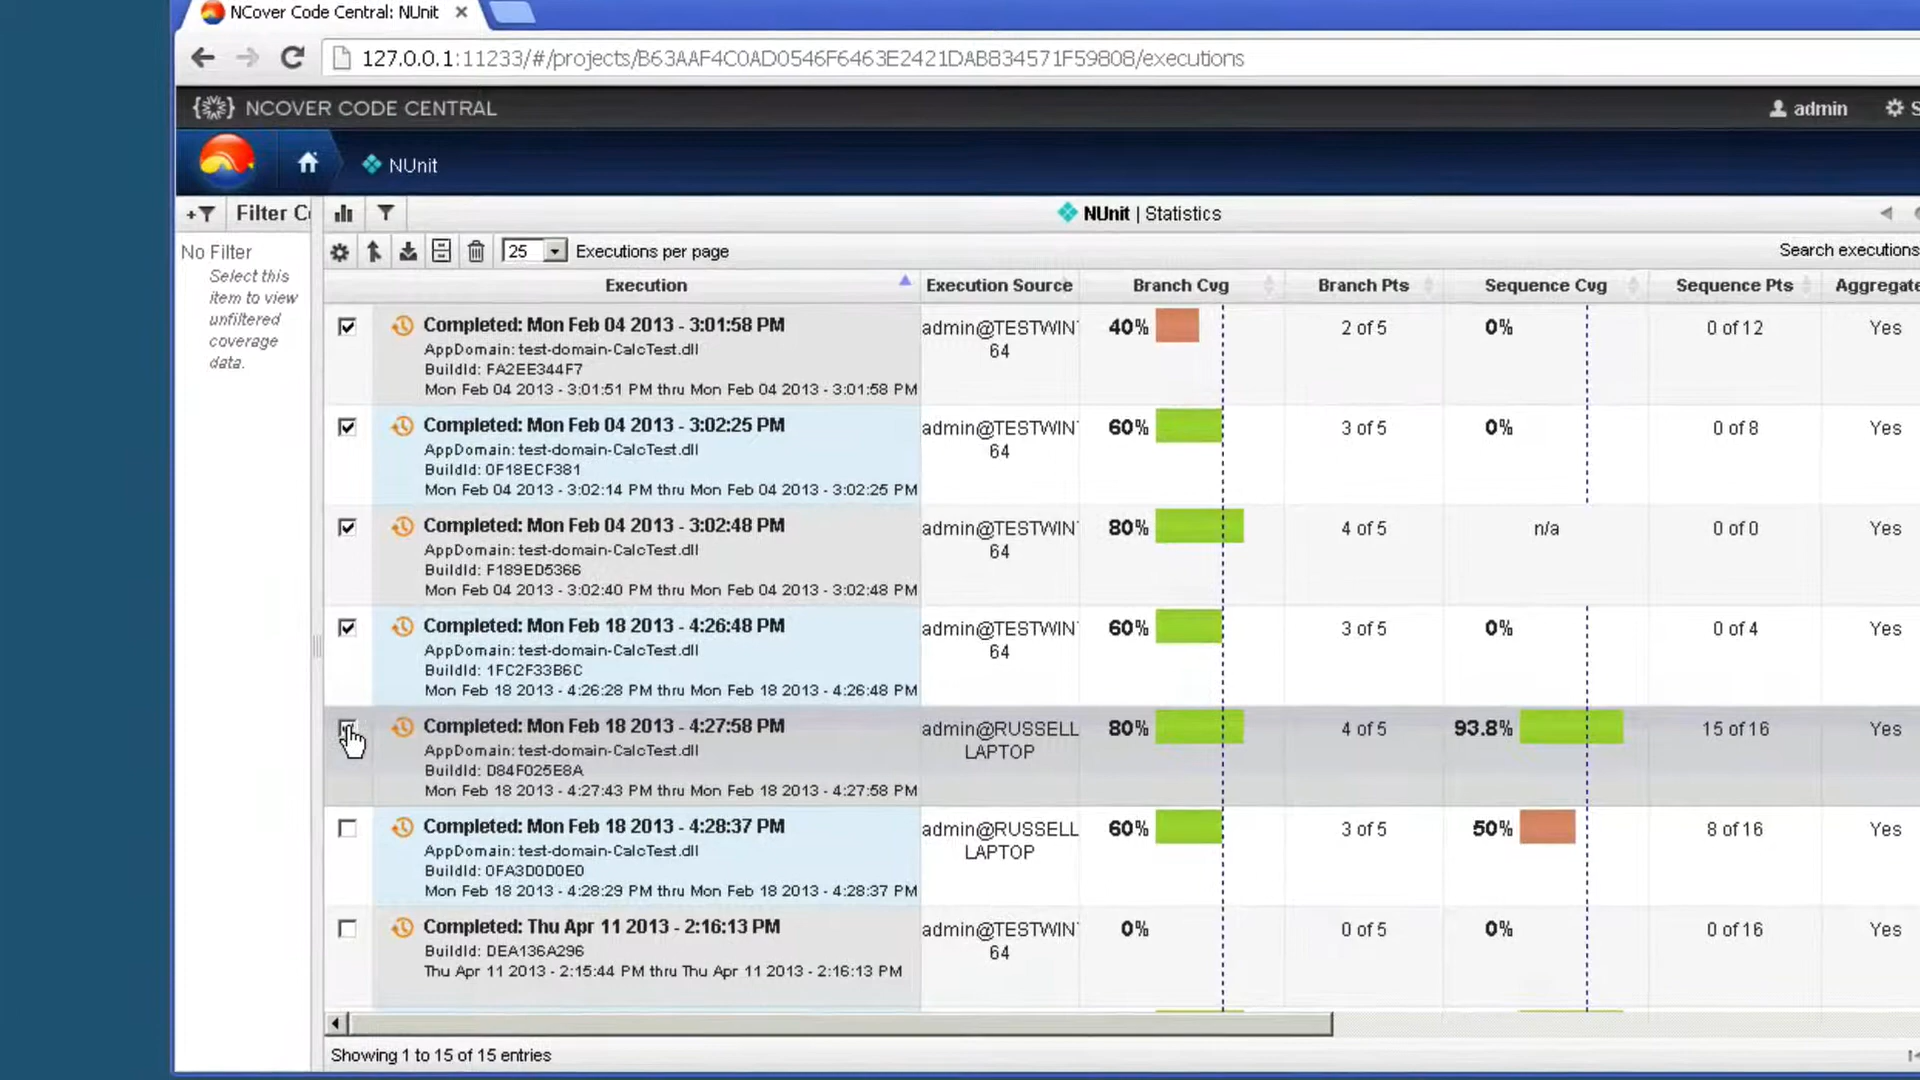 NCover Code Central: NUnit
127.0.0.1:11233/#/projects/B63AAF4C0AD0546F6463E2421DAB834571F59808/executions
NCOVER CODE CENTRAL
admin
NUnit
Filter
NUnit | Statistics
No Filter
Select this
item to view
unfiltered
coverage
data.
25 Executions per page
Search executions
Execution Execution Source Branch Cvg Branch Pts Sequence Cvg Sequence Pts Aggregate
Completed: Mon Feb 04 2013 - 3:01:58 PM
AppDomain: test-domain-CalcTest.dll
BuildId: FA2EE344F7
Mon Feb 04 2013 - 3:01:51 PM thru Mon Feb 04 2013 - 3:01:58 PM
admin@TESTWIN
64
40% 2 of 5 0% 0 of 12 Yes
Completed: Mon Feb 04 2013 - 3:02:25 PM
AppDomain: test-domain-CalcTest.dll
BuildId: 0F18ECF381
Mon Feb 04 2013 - 3:02:14 PM thru Mon Feb 04 2013 - 3:02:25 PM
admin@TESTWIN
64
60% 3 of 5 0% 0 of 8 Yes
Completed: Mon Feb 04 2013 - 3:02:48 PM
AppDomain: test-domain-CalcTest.dll
BuildId: F189ED5366
Mon Feb 04 2013 - 3:02:40 PM thru Mon Feb 04 2013 - 3:02:48 PM
admin@TESTWIN
64
80% 4 of 5 n/a 0 of 0 Yes
Completed: Mon Feb 18 2013 - 4:26:48 PM
AppDomain: test-domain-CalcTest.dll
BuildId: 1FC2F33B6C
Mon Feb 18 2013 - 4:26:28 PM thru Mon Feb 18 2013 - 4:26:48 PM
admin@TESTWIN
64
60% 3 of 5 0% 0 of 4 Yes
Completed: Mon Feb 18 2013 - 4:27:58 PM
AppDomain: test-domain-CalcTest.dll
BuildId: D84F025E8A
Mon Feb 18 2013 - 4:27:43 PM thru Mon Feb 18 2013 - 4:27:58 PM
admin@RUSSELL
LAPTOP
80% 4 of 5 93.8% 15 of 16 Yes
Completed: Mon Feb 18 2013 - 4:28:37 PM
AppDomain: test-domain-CalcTest.dll
BuildId: 0FA3D0D0E0
Mon Feb 18 2013 - 4:28:29 PM thru Mon Feb 18 2013 - 4:28:37 PM
admin@RUSSELL
LAPTOP
60% 3 of 5 50% 8 of 16 Yes
Completed: Thu Apr 11 2013 - 2:16:13 PM
BuildId: DEA136A296
Thu Apr 11 2013 - 2:15:44 PM thru Thu Apr 11 2013 - 2:16:13 PM
admin@TESTWIN
64
0% 0 of 5 0% 0 of 16 Yes
Showing 1 to 15 of 15 entries